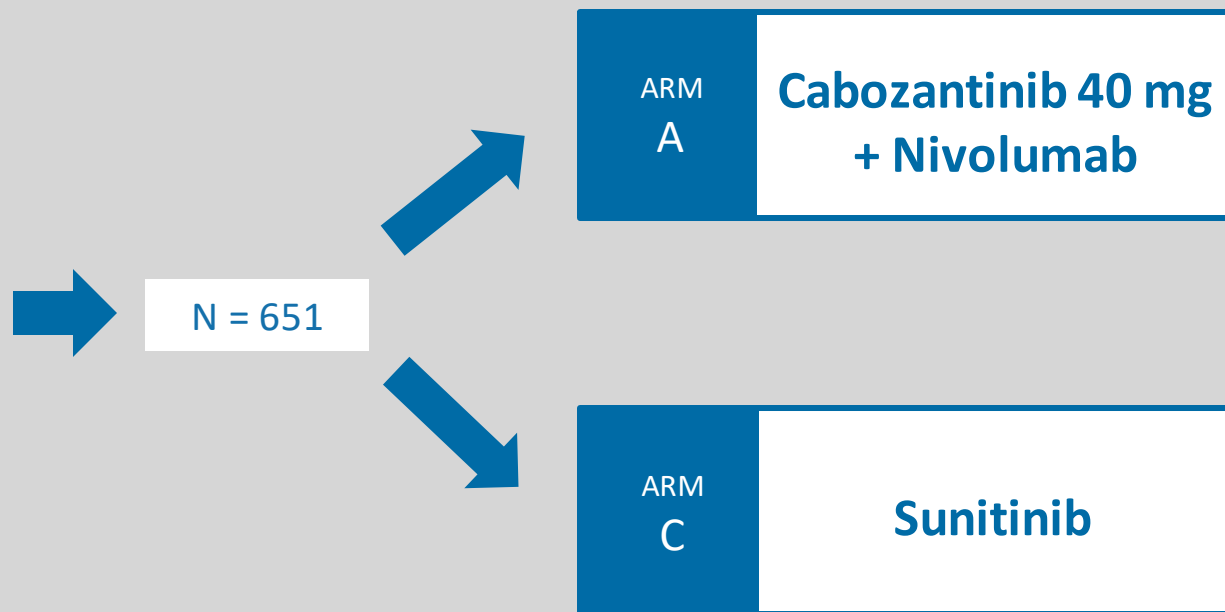 ARM
A
Cabozantinib 40 mg
+ Nivolumab
N = 651
ARM
C
Sunitinib